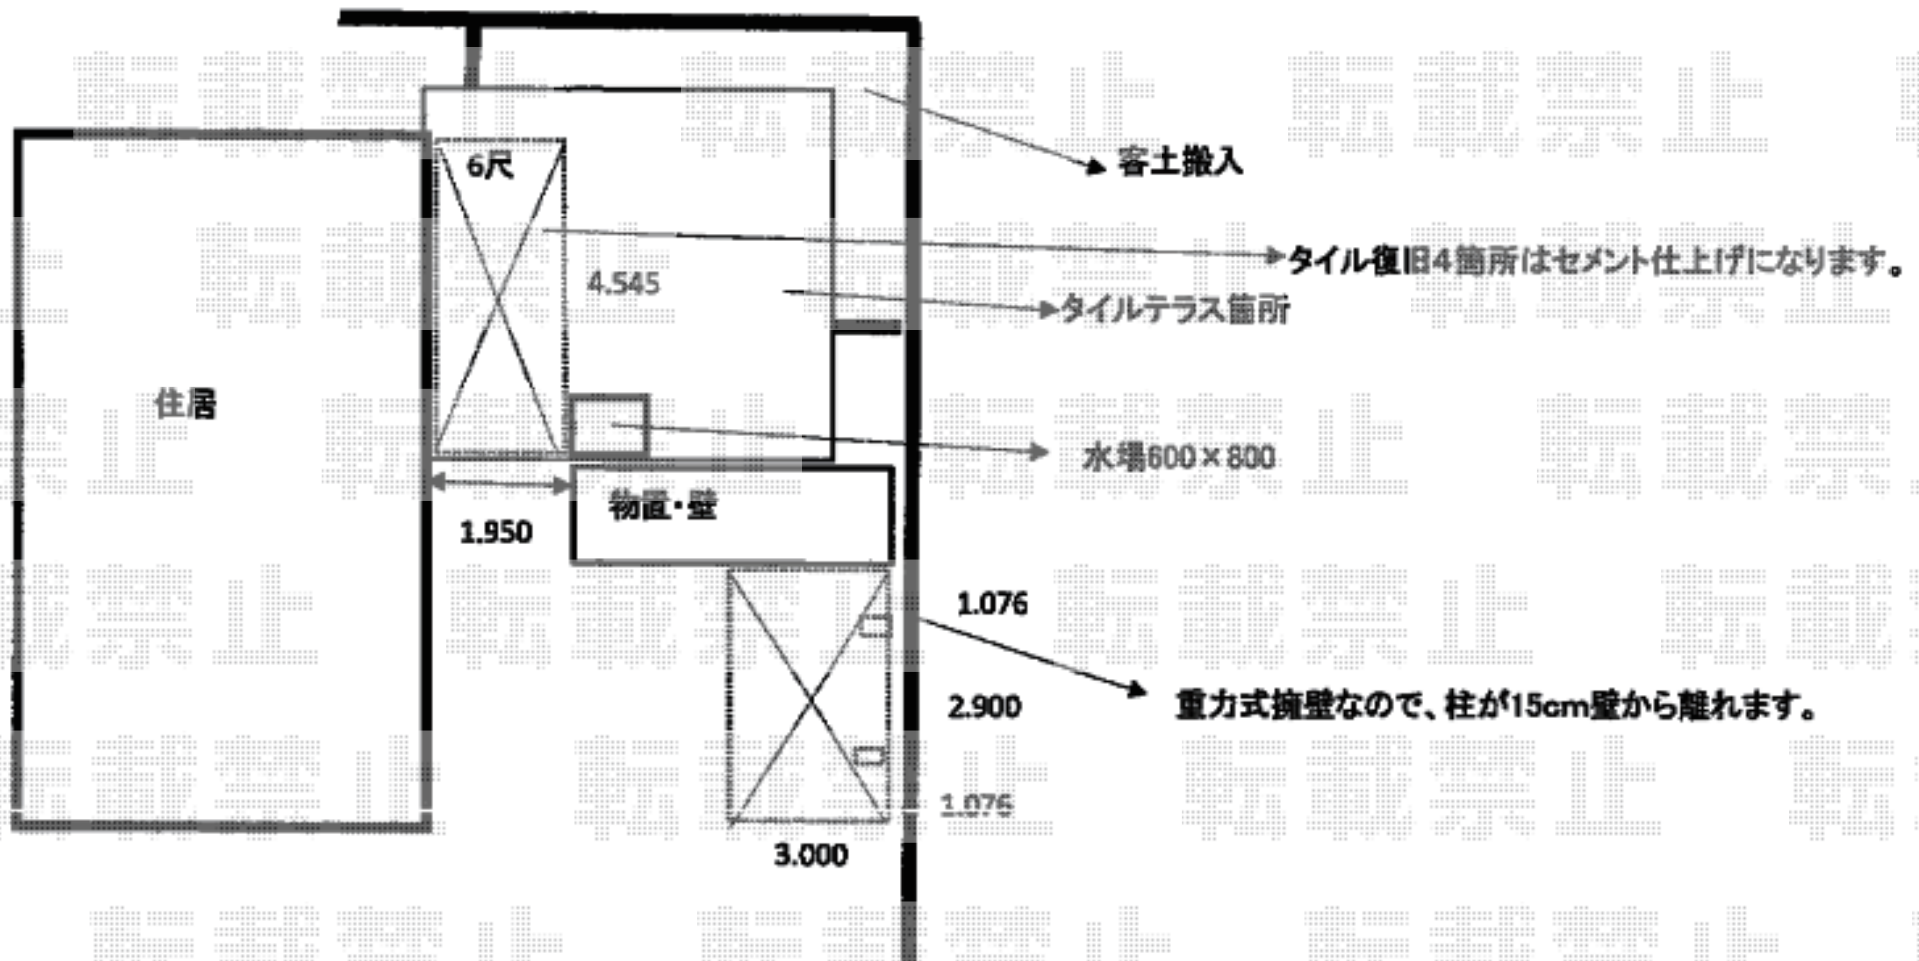 客土搬入
6尺
タイル復旧4箇所はセメント仕上げになります。
4.545
タイルテラス箇所
住居
水場600×800
物置・壁
1.950
1.076
2.900
重力式擁壁なので、柱が15cm壁から離れます。
1.076
3.000
転載禁止